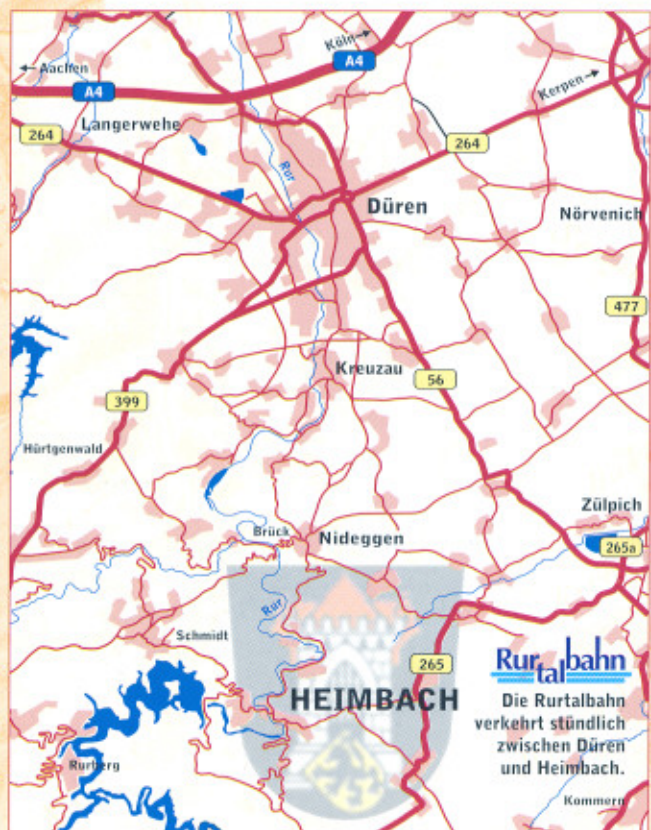 Köln
Aachen
A4
A4
Kerpen
Langerwehe
264
264
Rur
Düren
Nörvenich
477
Kreuzau
56
399
Hürtgenwald
Zülpich
Brück
Nideggen
265a
Rur
Schmidt
265
Rurtalbahn
HEIMBACH
Die Rurtalbahn
verkehrt stündlich
zwischen Düren
und Heimbach.
Rurberg
Kommern